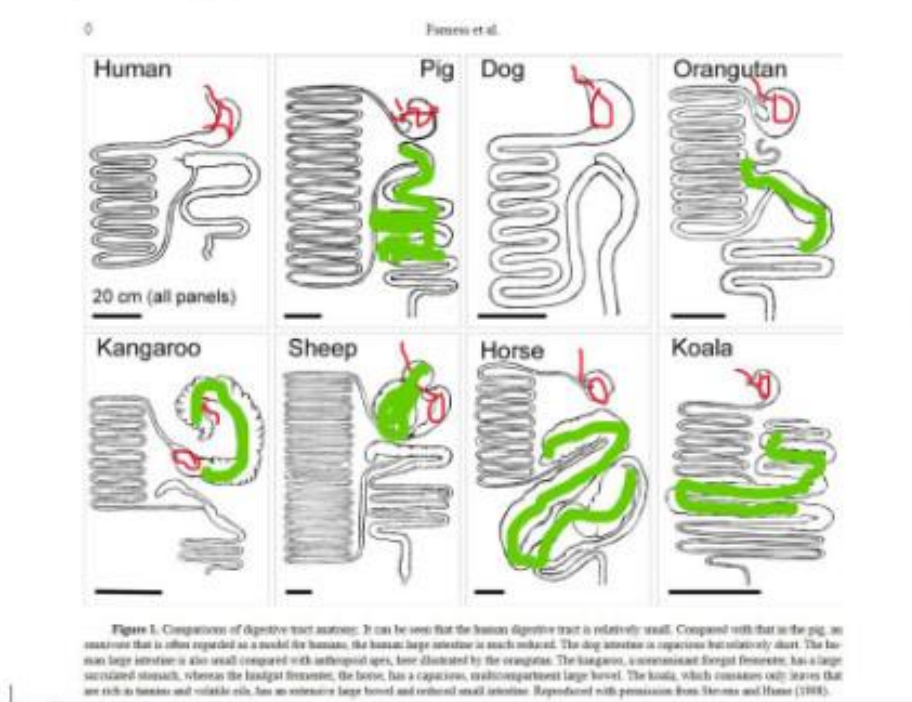 6
Furness et al.
Human
Pig
Dog
Orangutan
20 cm (all panels)
Kangaroo
Sheep
Horse
Koala
Figure 1. Comparisons of digestive tract anatomy. It can be seen that the human digestive tract is relatively small. Compared with that in the pig, an
omnivore that is often regarded as a model for humans, the human large intestine is much reduced. The dog intestine is capacious but relatively short. The hu-
man large intestine is also small compared with anthropoid apes, here illustrated by the orangutan. The kangaroo, a nonruminant foregut fermenter, has a large
sacculated stomach, whereas the hindgut fermenter, the horse, has a capacious, multicompartment large bowel. The koala, which consumes only leaves that
are rich in tannins and volatile oils, has an extensive large bowel and reduced small intestine. Reproduced with permission from Stevens and Hume (1998).